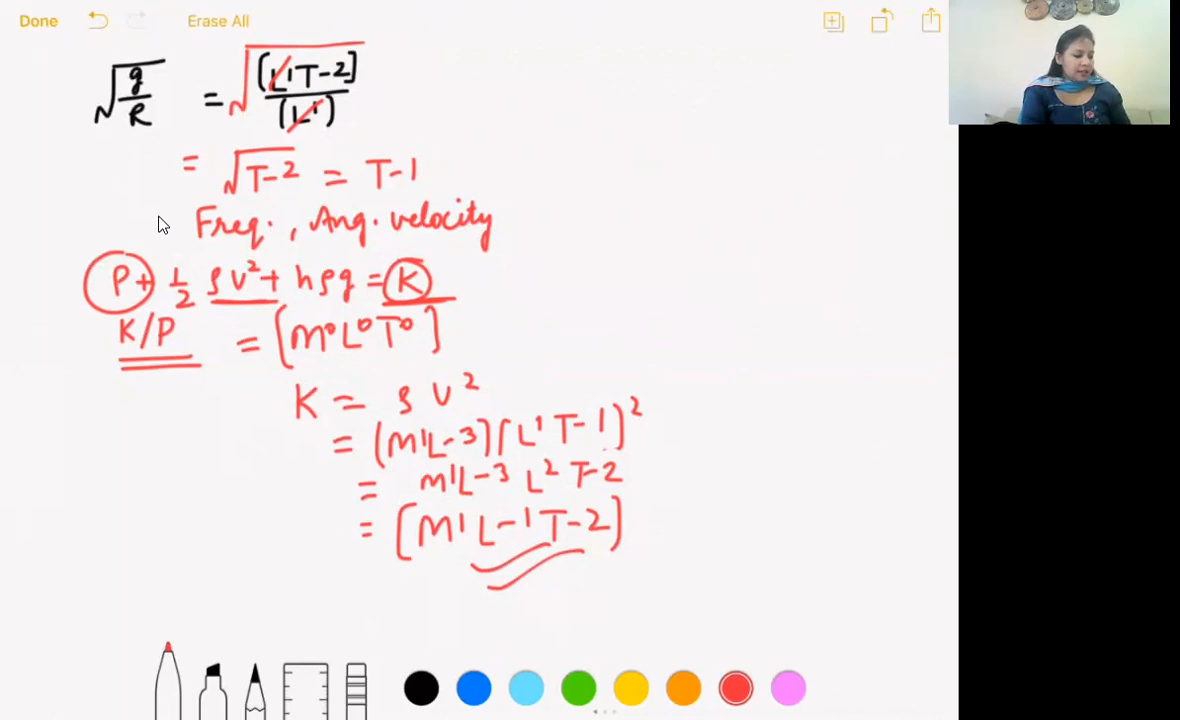 Done Erase All
√g/R = √[L¹T-2]/(L¹)
= √T-2 = T-1
Freq., Ang. velocity
P + 1/2 ρv² + hρg = K
K/P = [M⁰L⁰T⁰]
K = ρ v²
= (M¹L-3)[L¹T-1)²
= M¹L-3 L² T-2
= [M¹L-1T-2]